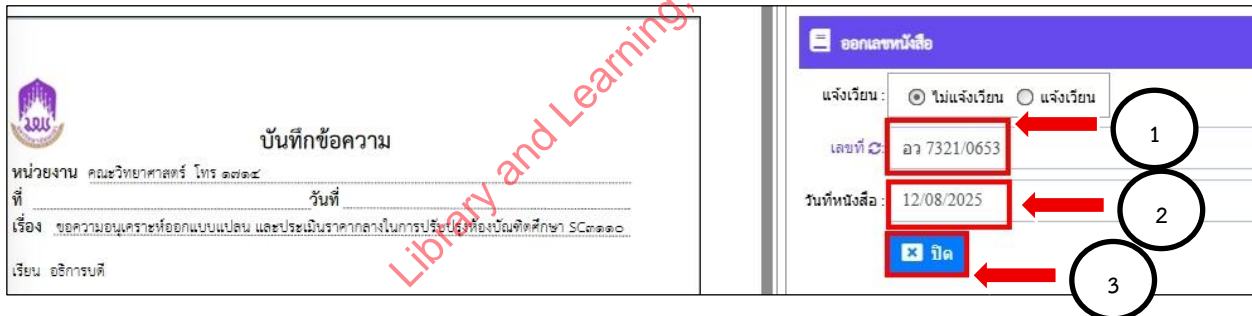 Library and Learning,
มพ
บันทึกข้อความ
หน่วยงาน คณะวิทยาศาสตร์ โทร ๑๗๑๔
ที่ วันที่
เรื่อง ขอความอนุเคราะห์ออกแบบแปลน และประเมินราคากลางในการปรับปรุงห้องบัณฑิตศึกษา SC๓๑๑๐
เรียน อธิการบดี
ออกเลขหนังสือ
แจ้งเวียน : ไม่แจ้งเวียน แจ้งเวียน
เลขที่ : อว 7321/0653
1
วันที่หนังสือ : 12/08/2025
2
ปิด
3